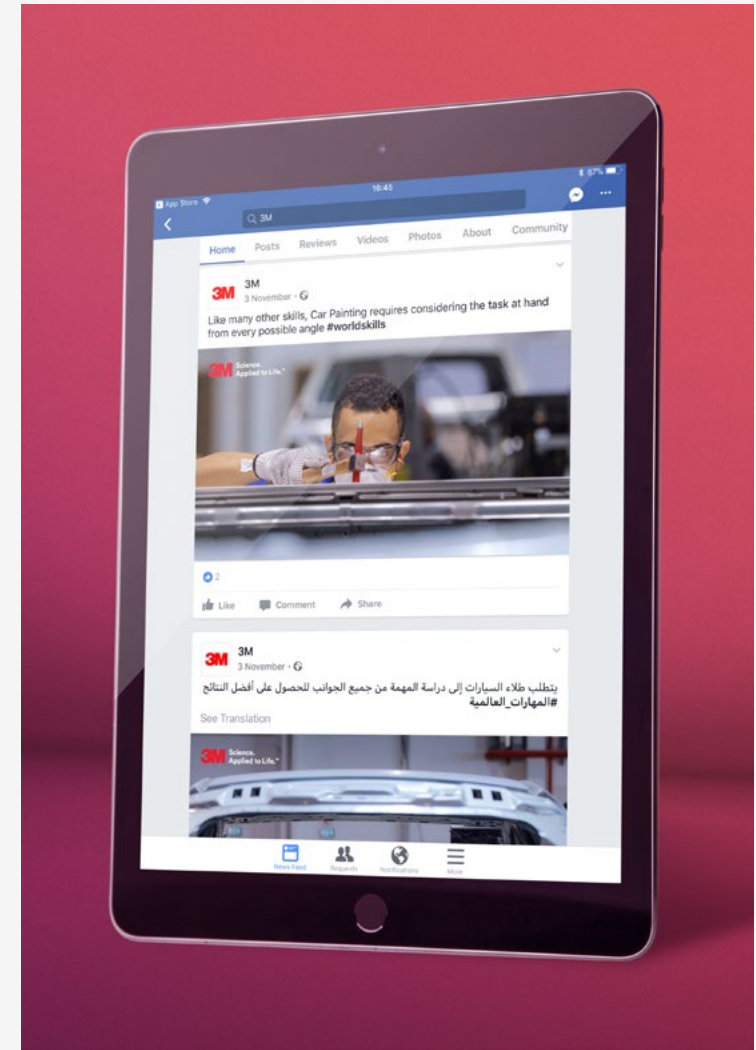 App Store
16:45
87%
3M
Home Posts Reviews Videos Photos About Community
3M
3M
3 November
Like many other skills, Car Painting requires considering the task at hand
from every possible angle #worldskills
3M Science.
Applied to Life.™
2
Like Comment Share
3M
3M
3 November
يتطلب طلاء السيارات إلى دراسة المهمة من جميع الجوانب للحصول على أفضل النتائج
#المهارات_العالمية
See Translation
3M Science.
Applied to Life.™
News Feed Requests Notifications More